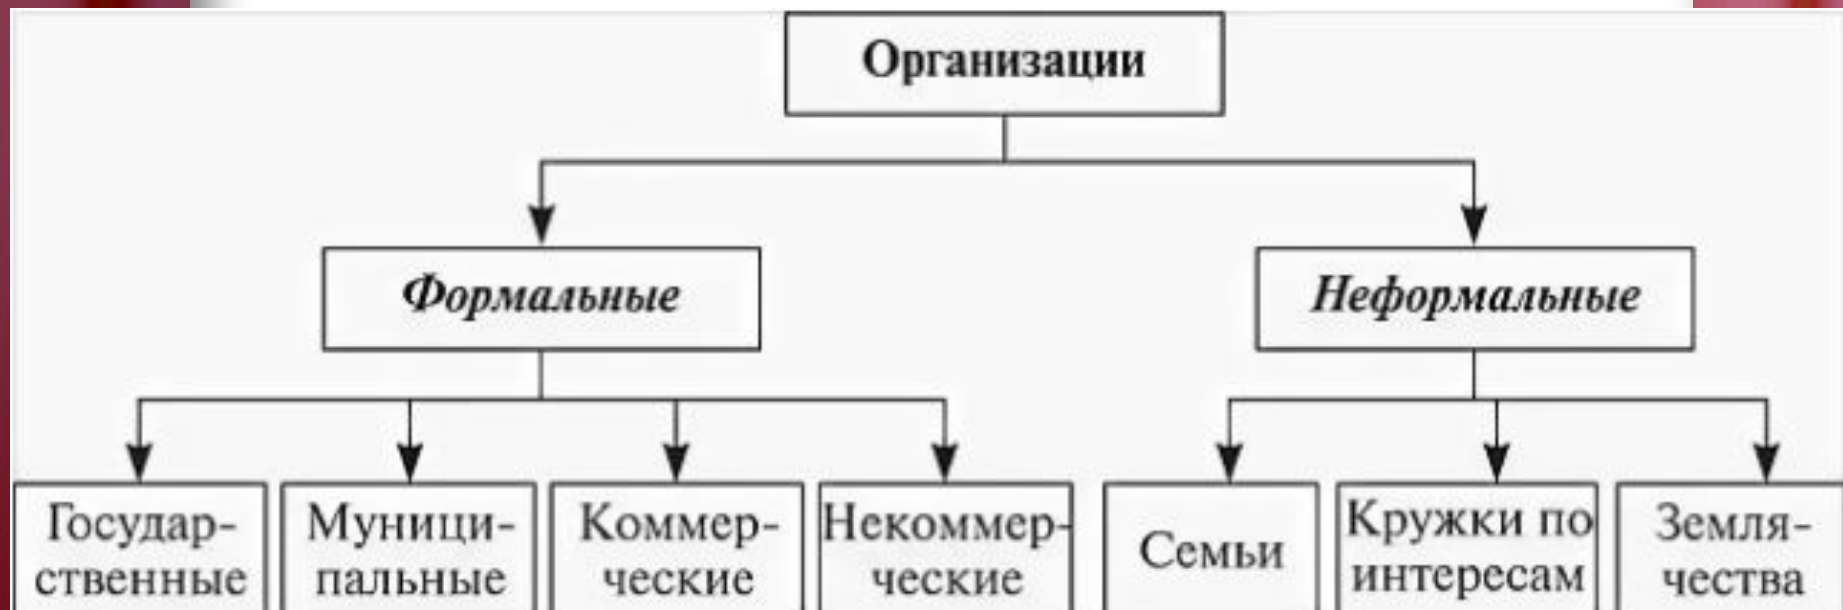 Организации
Формальные
Неформальные
Государ-
ственные
Муници-
пальные
Коммер-
ческие
Некоммер-
ческие
Семьи
Кружки по
интересам
Земля-
чества